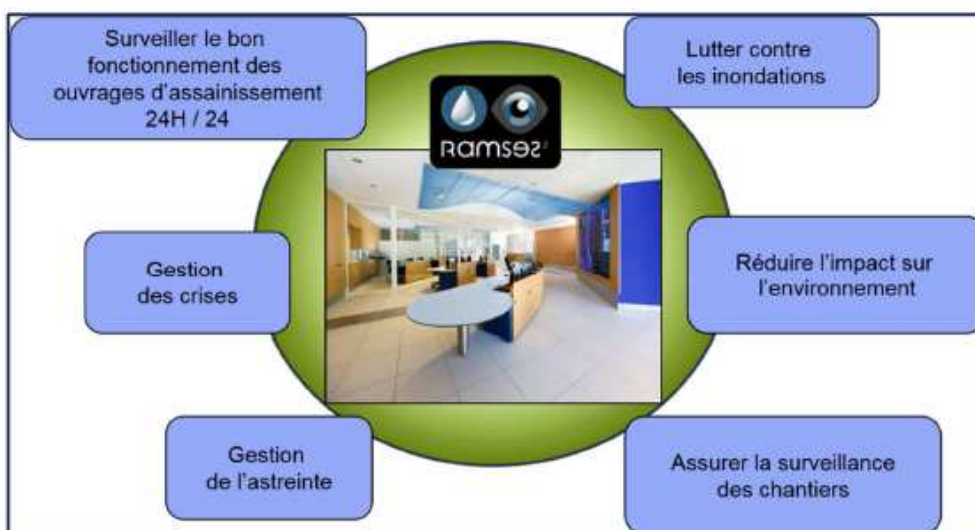 Surveiller le bon
fonctionnement des
ouvrages d'assainissement
24H / 24
Lutter contre
les inondations
RAMSES
Gestion
des crises
Réduire l'impact sur
l'environnement
Gestion
de l'astreinte
Assurer la surveillance
des chantiers